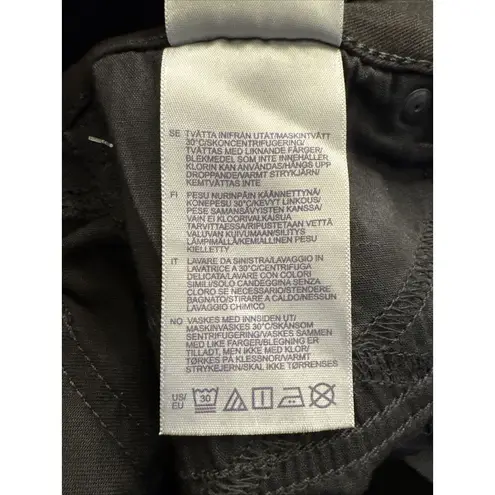 SE TVÄTTA INIFRÅN UTÅT/MASKINTVÄTT
30°C/SKONCENTRIFUGERING/
TVÄTTAS MED LIKNANDE FÄRGER/
BLEKMEDEL SOM INTE INNEHÅLLER
KLORIN KAN ANVÄNDAS/HÄNGS UPP
DROPPANDE/VARMT STRYKJÄRN/
KEMTVÄTTAS INTE
FI PESU NURINPÄIN KÄÄNNETTYNÄ/
KONEPESU 30°C/KEVYT LINKOUS/
PESE SAMANSÄVYISTEN KANSSA/
VAIN EI KLOORIVALKAISUA
TARVITTAESSA/RIPUSTETAAN VETTÄ
VALUVAN KUIVUMAAN/SILITYS
LÄMPIMÄLLÄ/KEMIALLINEN PESU
KIELLETTY
IT LAVARE DA SINISTRA/LAVAGGIO IN
LAVATRICE A 30°C/CENTRIFUGA
DELICATA/LAVARE CON COLORI
SIMILI/SOLO CANDEGGINA SENZA
CLORO SE NECESSARIO/STENDERE
BAGNATO/STIRARE A CALDO/NESSUN
LAVAGGIO CHIMICO
NO VASKES MED INNSIDEN UT/
MASKINVASKES 30°C/SKÅNSOM
SENTRIFUGERING/VASKES SAMMEN
MED LIKE FARGER/BLEGNING ER
TILLADT, MEN IKKE MED KLOR/
TØRKES PÅ KLESSNOR/VARMT
STRYKEJERN/SKAL IKKE TØRRENSES
US/
EU 30